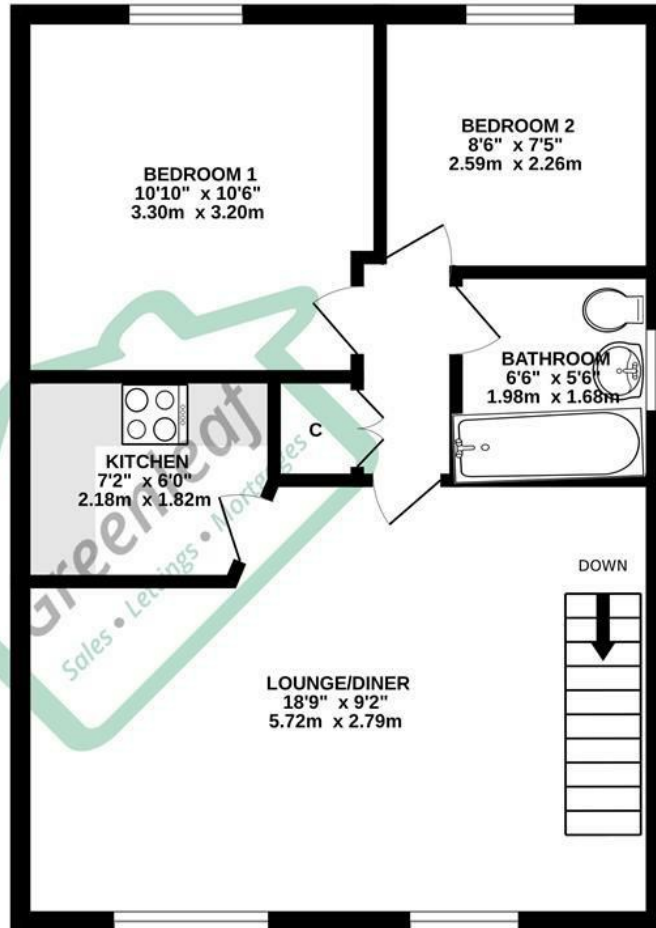 BEDROOM 1
10'10" x 10'6"
3.30m x 3.20m
BEDROOM 2
8'6" x 7'5"
2.59m x 2.26m
BATHROOM
6'6" x 5'6"
1.98m x 1.68m
C
KITCHEN
7'2" x 6'0"
2.18m x 1.82m
DOWN
LOUNGE/DINER
18'9" x 9'2"
5.72m x 2.79m
Greenleaf
Sales • Lettings • Mortgages